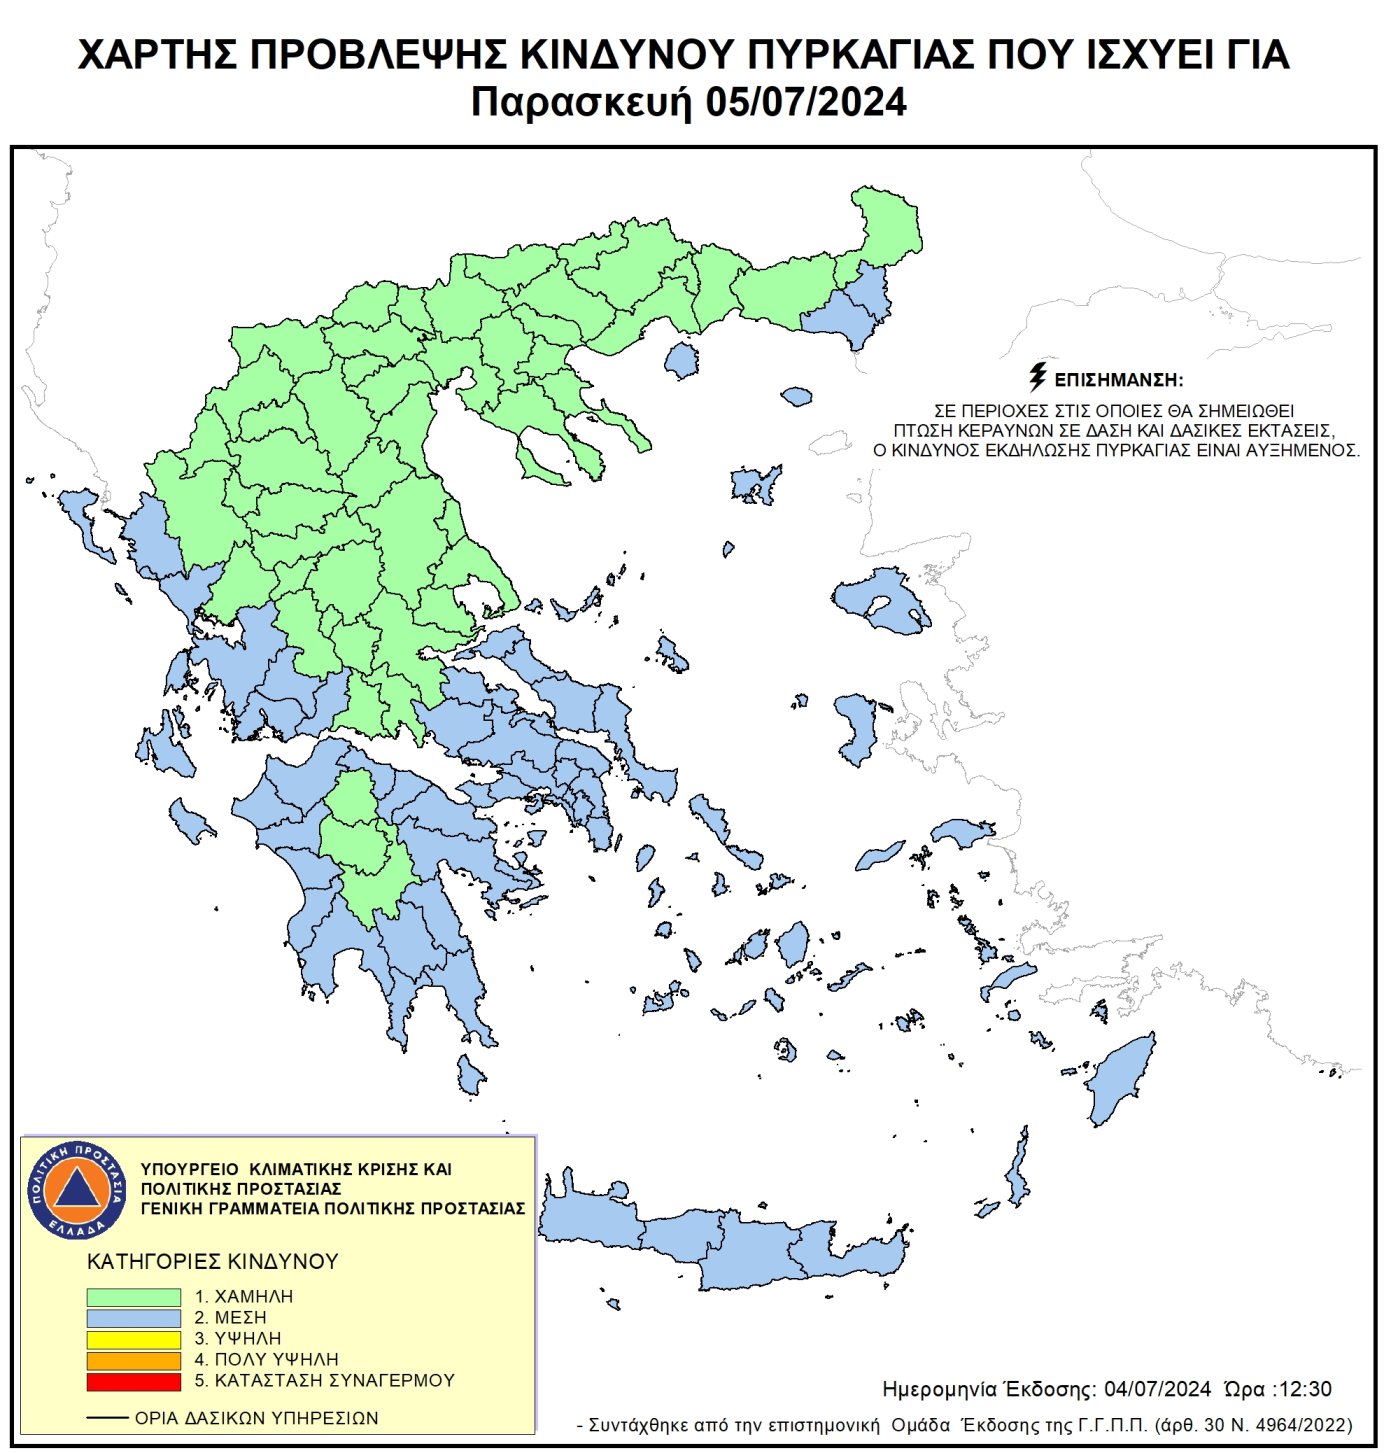 ΧΑΡΤΗΣ ΠΡΟΒΛΕΨΗΣ ΚΙΝΔΥΝΟΥ ΠΥΡΚΑΓΙΑΣ ΠΟΥ ΙΣΧΥΕΙ ΓΙΑ
Παρασκευή 05/07/2024
ΕΠΙΣΗΜΑΝΣΗ:
ΣΕ ΠΕΡΙΟΧΕΣ ΣΤΙΣ ΟΠΟΙΕΣ ΘΑ ΣΗΜΕΙΩΘΕΙ
ΠΤΩΣΗ ΚΕΡΑΥΝΩΝ ΣΕ ΔΑΣΗ ΚΑΙ ΔΑΣΙΚΕΣ ΕΚΤΑΣΕΙΣ,
Ο ΚΙΝΔΥΝΟΣ ΕΚΔΗΛΩΣΗΣ ΠΥΡΚΑΓΙΑΣ ΕΙΝΑΙ ΑΥΞΗΜΕΝΟΣ.
ΠΟΛΙΤΙΚΗ ΠΡΟΣΤΑΣΙΑ
ΕΛΛΑΔΑ
ΥΠΟΥΡΓΕΙΟ ΚΛΙΜΑΤΙΚΗΣ ΚΡΙΣΗΣ ΚΑΙ
ΠΟΛΙΤΙΚΗΣ ΠΡΟΣΤΑΣΙΑΣ
ΓΕΝΙΚΗ ΓΡΑΜΜΑΤΕΙΑ ΠΟΛΙΤΙΚΗΣ ΠΡΟΣΤΑΣΙΑΣ
ΚΑΤΗΓΟΡΙΕΣ ΚΙΝΔΥΝΟΥ
1. ΧΑΜΗΛΗ
2. ΜΕΣΗ
3. ΥΨΗΛΗ
4. ΠΟΛΥ ΥΨΗΛΗ
5. ΚΑΤΑΣΤΑΣΗ ΣΥΝΑΓΕΡΜΟΥ
ΟΡΙΑ ΔΑΣΙΚΩΝ ΥΠΗΡΕΣΙΩΝ
Ημερομηνία Έκδοσης: 04/07/2024 Ώρα :12:30
- Συντάχθηκε από την επιστημονική Ομάδα Έκδοσης της Γ.Γ.Π.Π. (άρθ. 30 Ν. 4964/2022)